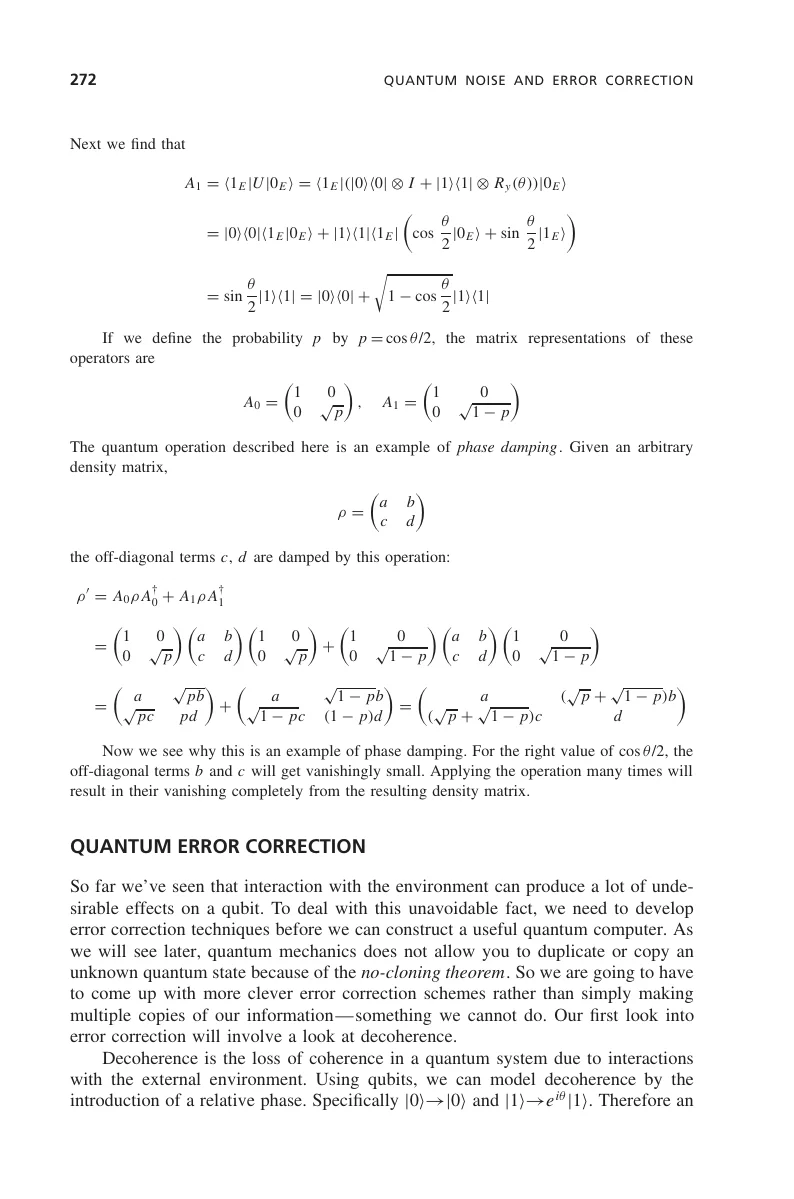 272 QUANTUM NOISE AND ERROR CORRECTION
Next we find that
A₁ = ⟨1_E|U|0_E⟩ = ⟨1_E|(|0⟩⟨0| ⊗ I + |1⟩⟨1| ⊗ R_y(θ))|0_E⟩
= |0⟩⟨0|⟨1_E|0_E⟩ + |1⟩⟨1|⟨1_E| (cos θ/2 |0_E⟩ + sin θ/2 |1_E⟩)
= sin θ/2 |1⟩⟨1| = |0⟩⟨0| + √(1 − cos θ/2) |1⟩⟨1|
If we define the probability p by p = cos θ/2, the matrix representations of these
operators are
A₀ = (1 0; 0 √p), A₁ = (1 0; 0 √(1 − p))
The quantum operation described here is an example of phase damping. Given an arbitrary
density matrix,
ρ = (a b; c d)
the off-diagonal terms c, d are damped by this operation:
ρ′ = A₀ρA₀† + A₁ρA₁†
= (1 0; 0 √p)(a b; c d)(1 0; 0 √p) + (1 0; 0 √(1 − p))(a b; c d)(1 0; 0 √(1 − p))
= (a √pb; √pc pd) + (a √(1 − p)b; √(1 − p)c (1 − p)d) = (a (√p + √(1 − p))b; (√p + √(1 − p))c d)
Now we see why this is an example of phase damping. For the right value of cos θ/2, the
off-diagonal terms b and c will get vanishingly small. Applying the operation many times will
result in their vanishing completely from the resulting density matrix.
QUANTUM ERROR CORRECTION
So far we've seen that interaction with the environment can produce a lot of unde-
sirable effects on a qubit. To deal with this unavoidable fact, we need to develop
error correction techniques before we can construct a useful quantum computer. As
we will see later, quantum mechanics does not allow you to duplicate or copy an
unknown quantum state because of the no-cloning theorem. So we are going to have
to come up with more clever error correction schemes rather than simply making
multiple copies of our information—something we cannot do. Our first look into
error correction will involve a look at decoherence.
Decoherence is the loss of coherence in a quantum system due to interactions
with the external environment. Using qubits, we can model decoherence by the
introduction of a relative phase. Specifically |0⟩→|0⟩ and |1⟩→e^{iθ}|1⟩. Therefore an